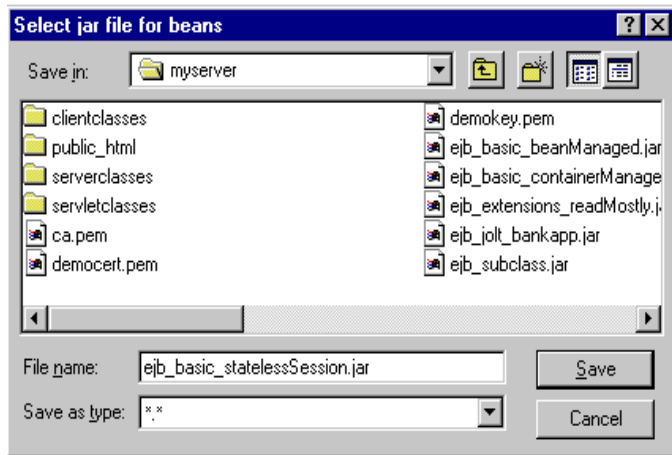 Select jar file for beans
Save in: myserver
clientclasses
public_html
serverclasses
servletclasses
ca.pem
democert.pem
demokey.pem
ejb_basic_beanManaged.jar
ejb_basic_containerManage
ejb_extensions_readMostly.j
ejb_jolt_bankapp.jar
ejb_subclass.jar
File name: ejb_basic_statelessSession.jar Save
Save as type: *.* Cancel